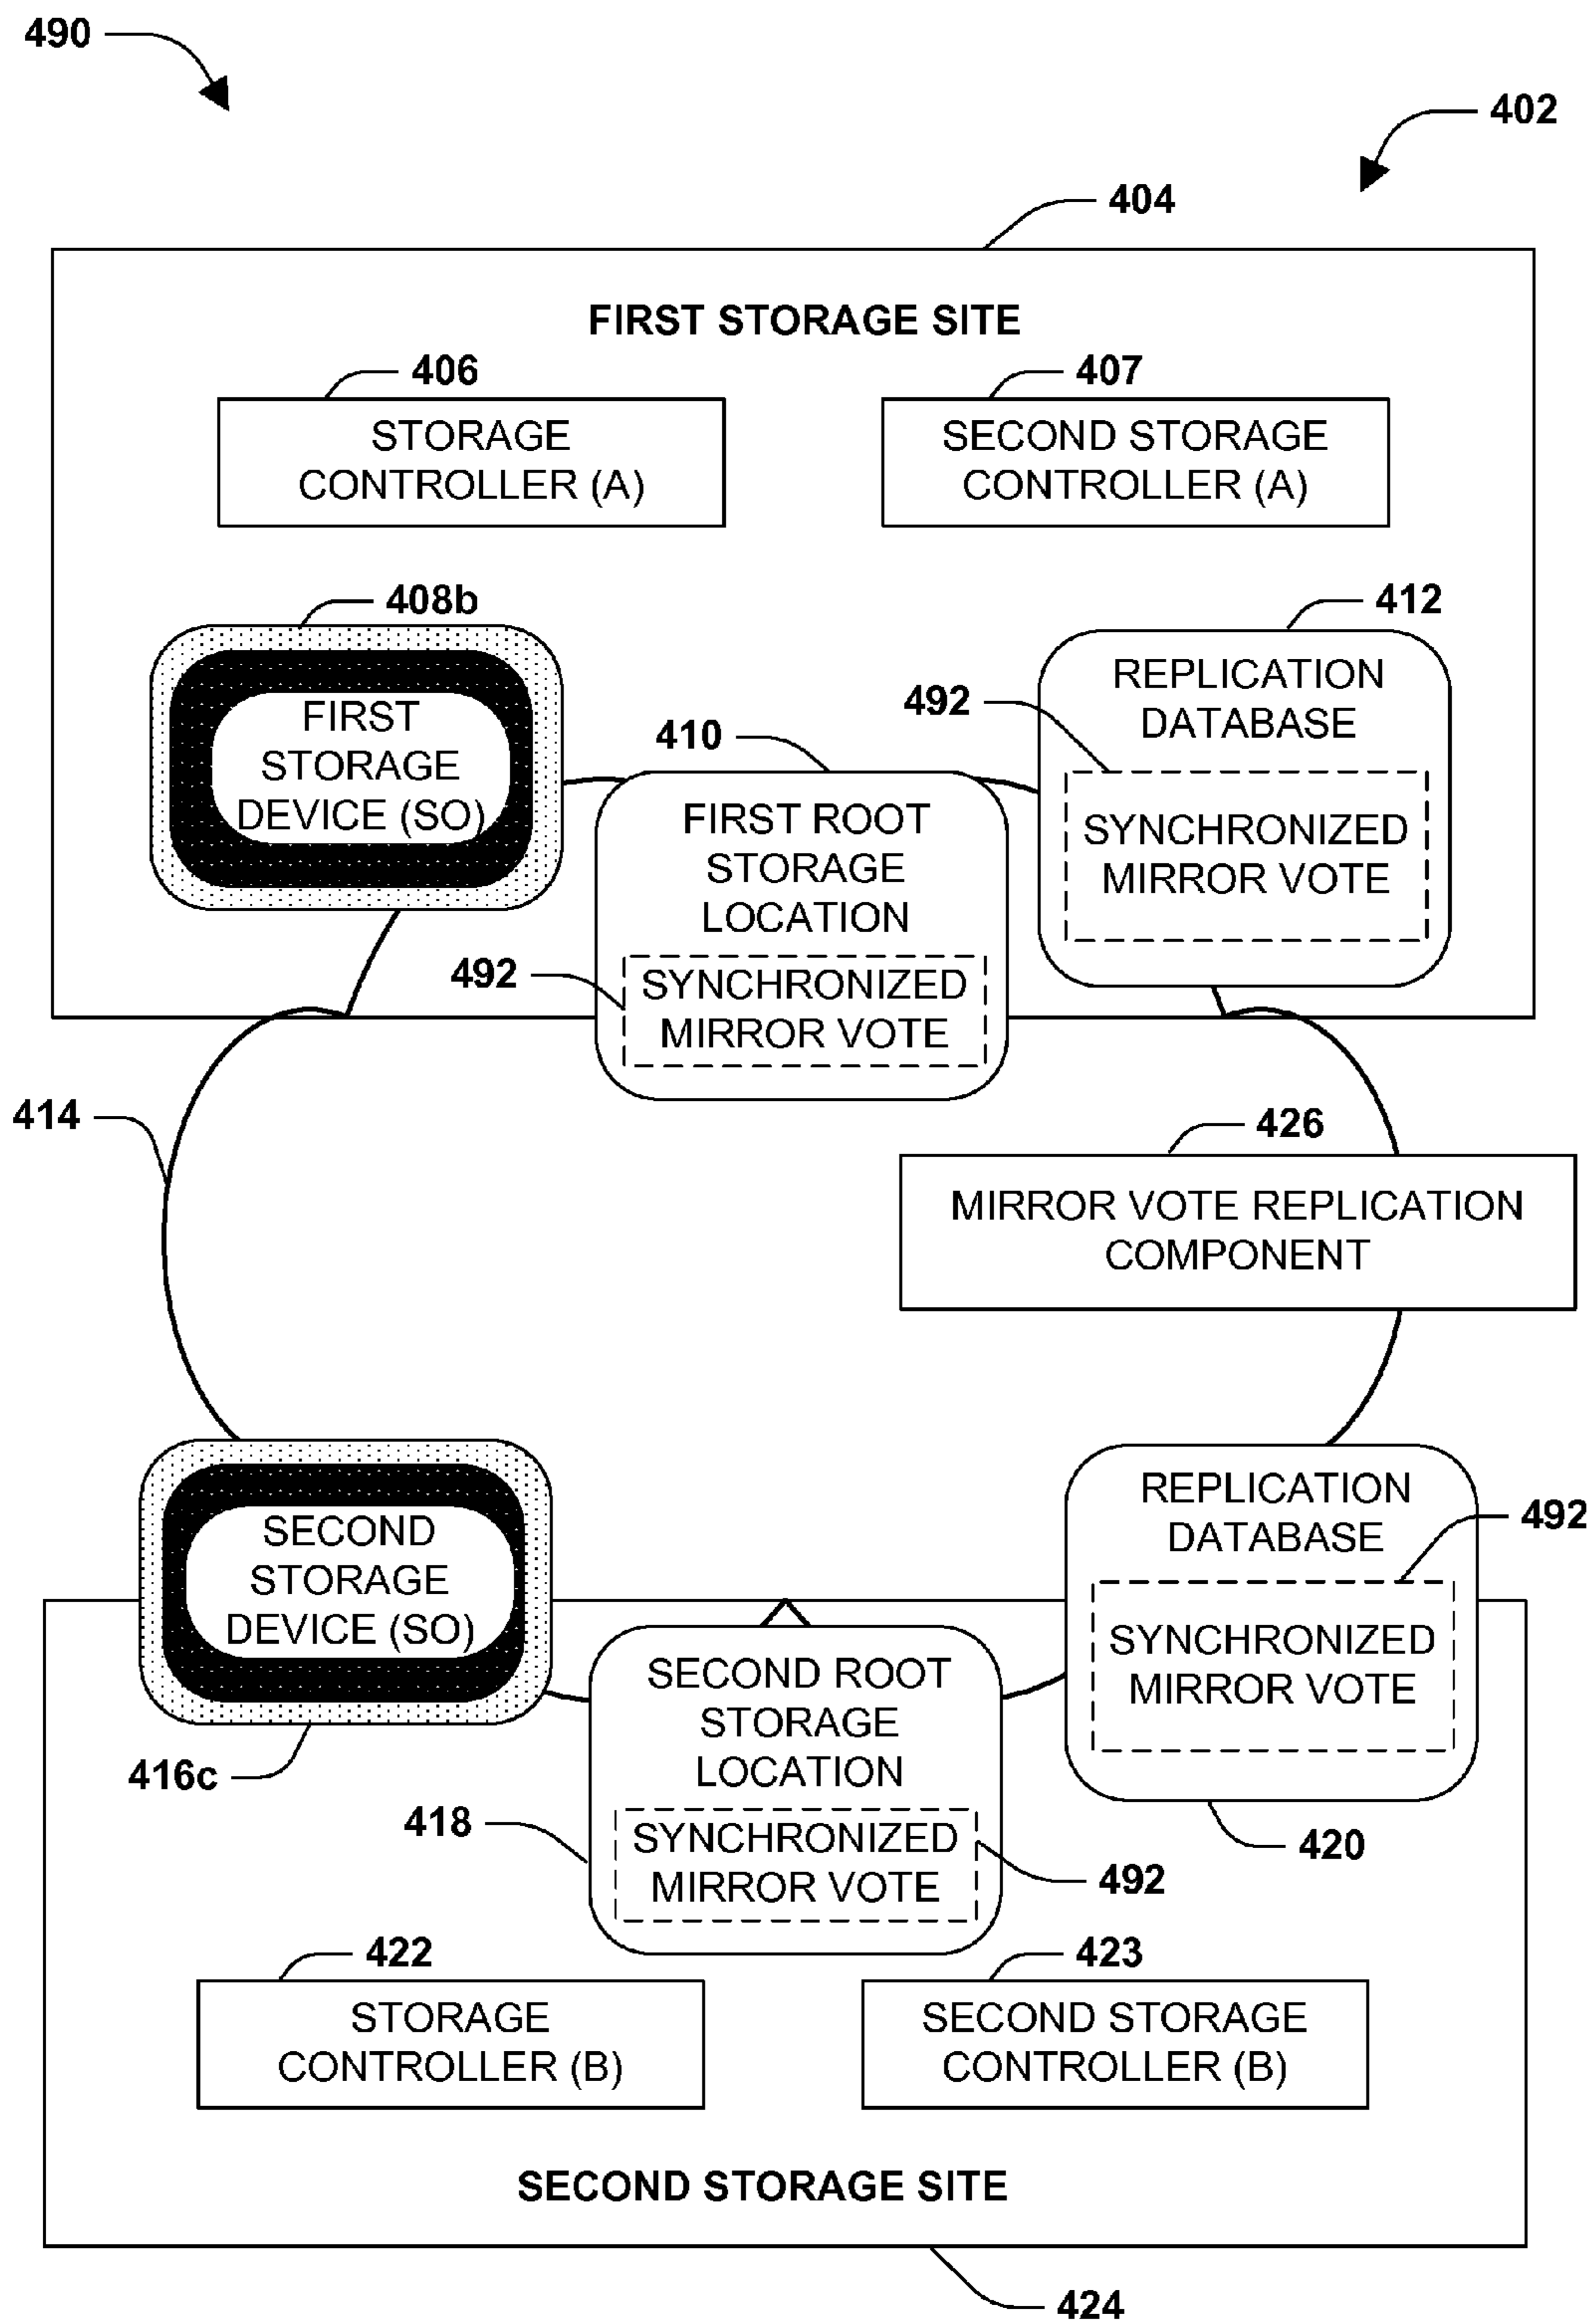 490
402
404
FIRST STORAGE SITE
406
407
STORAGE
CONTROLLER (A)
SECOND STORAGE
CONTROLLER (A)
408b
412
FIRST
STORAGE
DEVICE (SO)
410
492
REPLICATION
DATABASE
SYNCHRONIZED
MIRROR VOTE
FIRST ROOT
STORAGE
LOCATION
492
SYNCHRONIZED
MIRROR VOTE
414
426
MIRROR VOTE REPLICATION
COMPONENT
SECOND
STORAGE
DEVICE (SO)
416c
REPLICATION
DATABASE
492
SYNCHRONIZED
MIRROR VOTE
420
SECOND ROOT
STORAGE
LOCATION
418
SYNCHRONIZED
MIRROR VOTE
492
422
423
STORAGE
CONTROLLER (B)
SECOND STORAGE
CONTROLLER (B)
SECOND STORAGE SITE
424